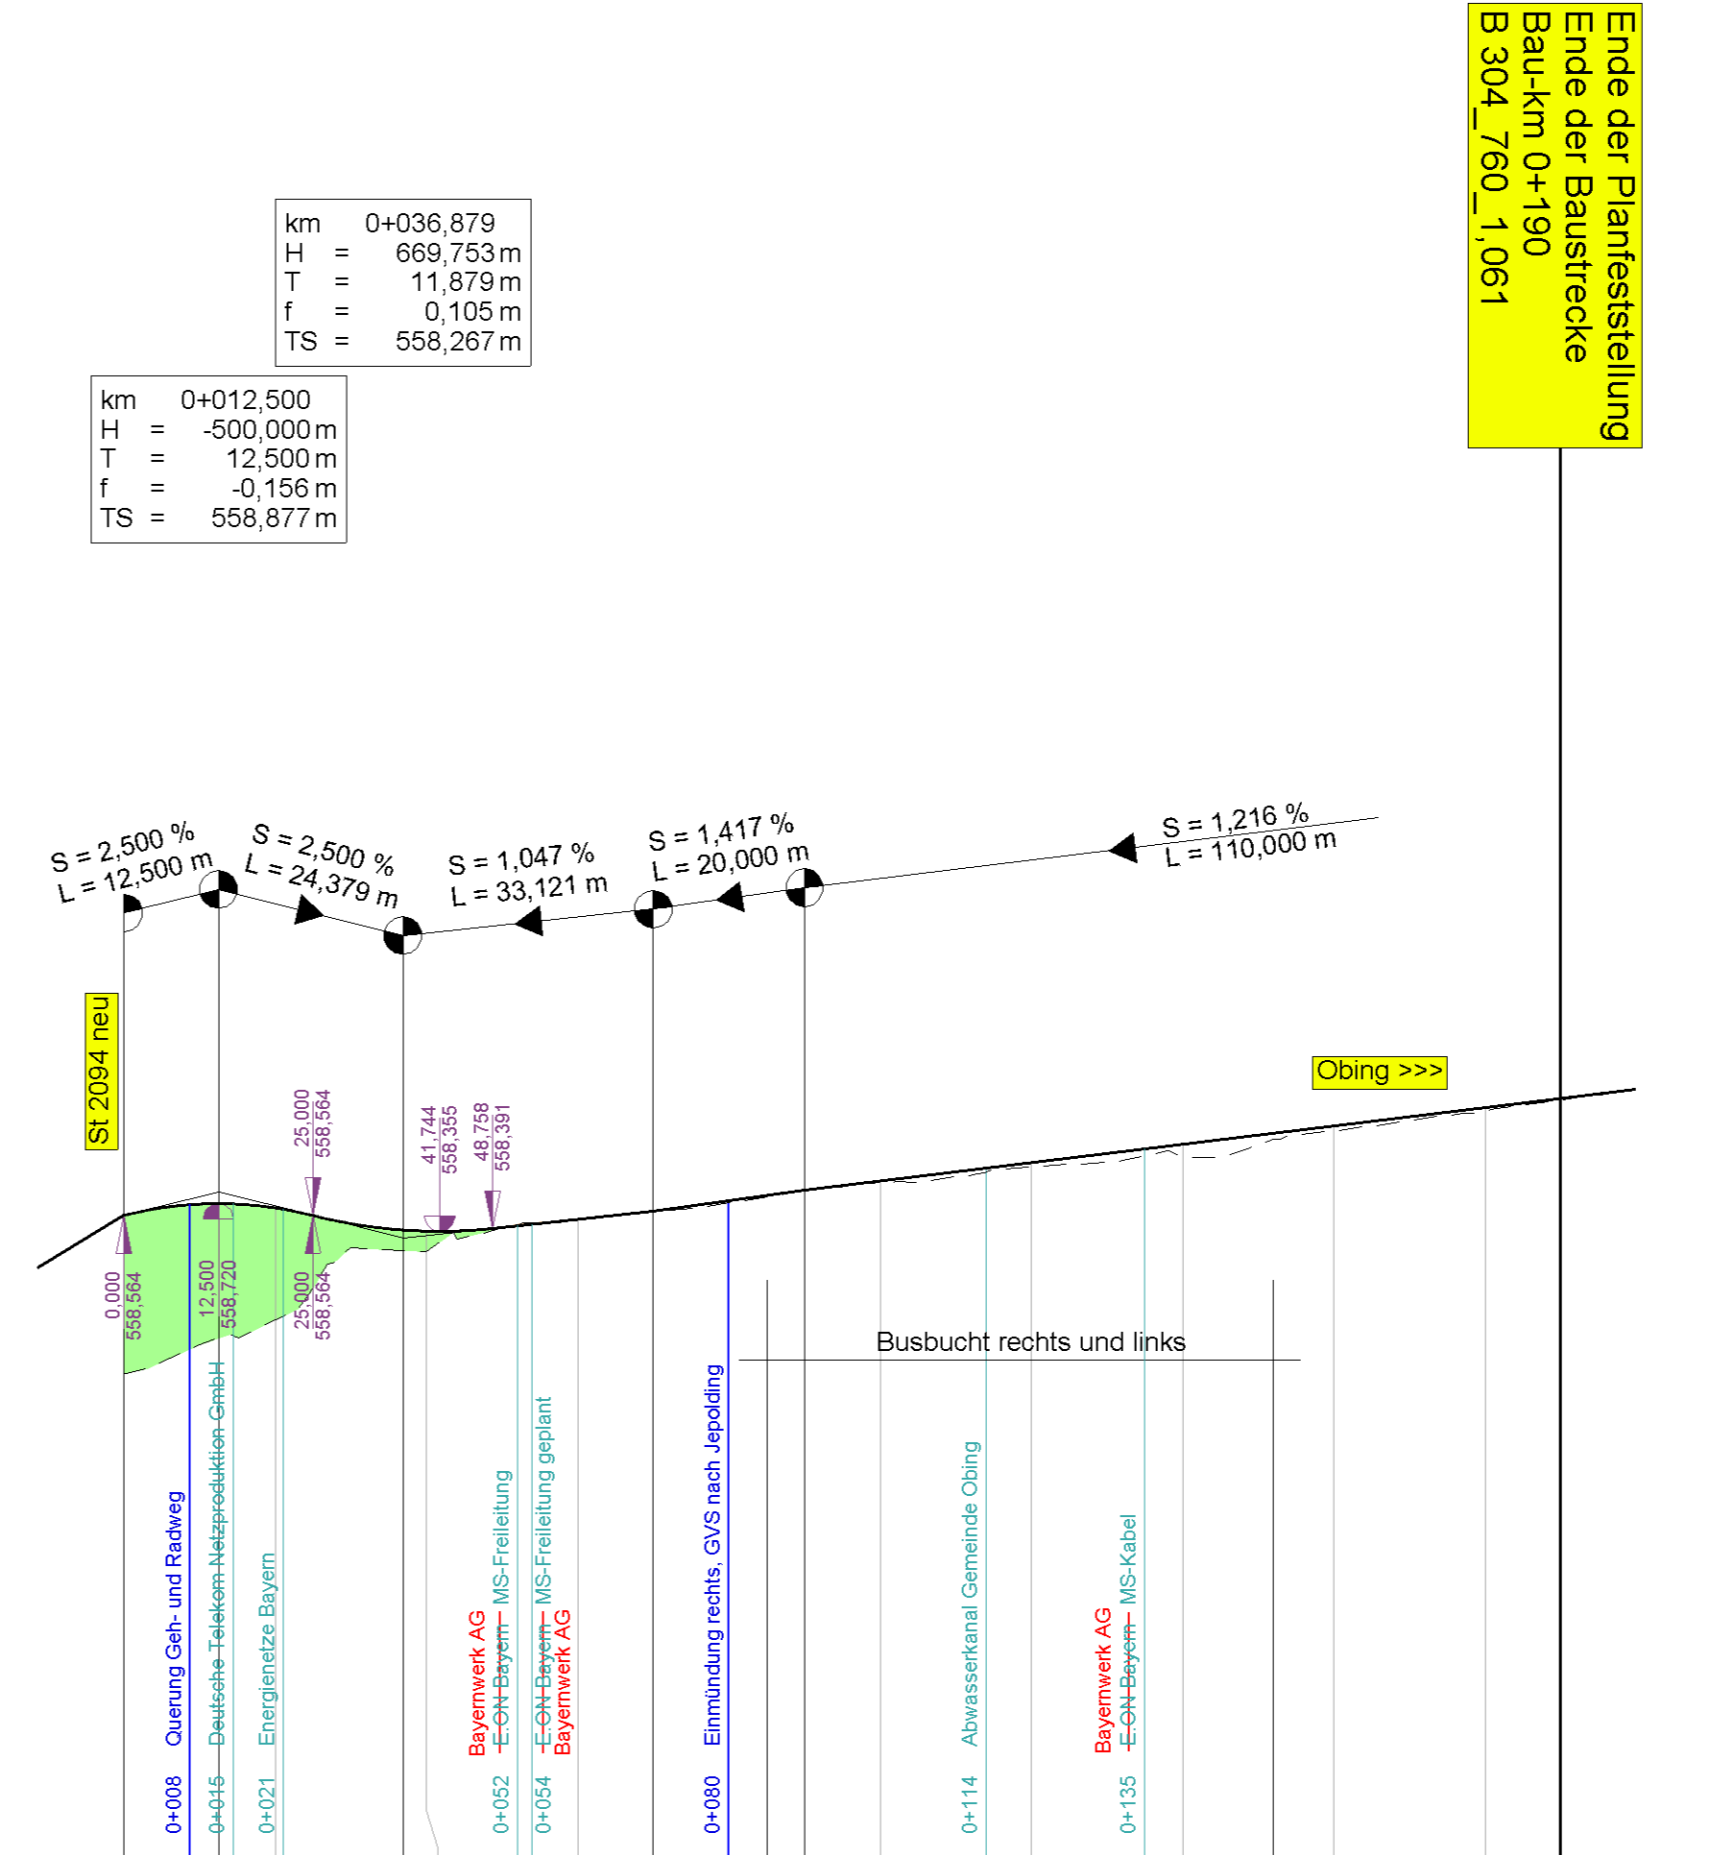 Ende der Planfeststellung
Ende der Baustrecke
Bau-km 0+190
B 304_760_1,061
km 0+036,879
H = 669,753 m
T = 11,879 m
f = 0,105 m
TS = 558,267 m
km 0+012,500
H = -500,000 m
T = 12,500 m
f = -0,156 m
TS = 558,877 m
S = 2,500 %
L = 12,500 m
S = 2,500 %
L = 24,379 m
S = 1,047 %
L = 33,121 m
S = 1,417 %
L = 20,000 m
S = 1,216 %
L = 110,000 m
St 2094 neu
Obing >>>
25,000
558,564
41,744
558,355
48,758
558,391
0,000
558,564
12,500
558,720
25,000
558,564
Busbucht rechts und links
0+008 Querung Geh- und Radweg
0+015 Deutsche Telekom Netzproduktion GmbH
0+021 Energienetze Bayern
Bayernwerk AG
0+052 E.ON Bayern MS-Freileitung
0+054 E.ON Bayern MS-Freileitung geplant
Bayernwerk AG
0+080 Einmündung rechts, GVS nach Jepolding
0+114 Abwasserkanal Gemeinde Obing
Bayernwerk AG
0+135 E.ON Bayern MS-Kabel